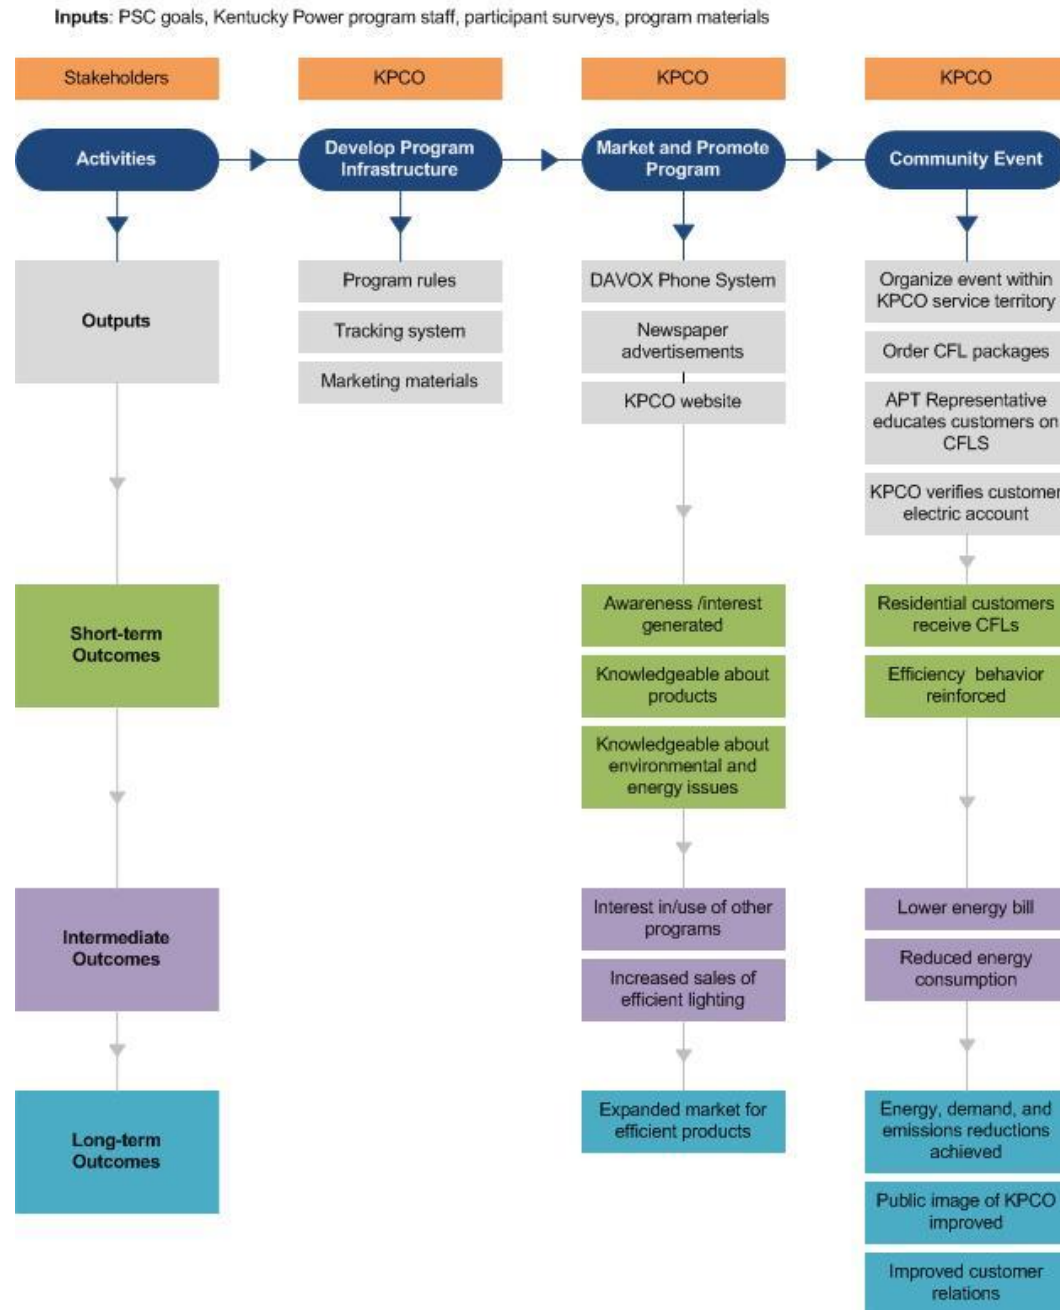 Inputs: PSC goals, Kentucky Power program staff, participant surveys, program materials
Stakeholders
KPCO
KPCO
KPCO
Activities
Develop Program
Infrastructure
Market and Promote
Program
Community Event
Outputs
Program rules
Tracking system
Marketing materials
DAVOX Phone System
Newspaper
advertisements
KPCO website
Organize event within
KPCO service territory
Order CFL packages
APT Representative
educates customers on
CFLS
KPCO verifies customer
electric account
Short-term
Outcomes
Awareness /interest
generated
Knowledgeable about
products
Knowledgeable about
environmental and
energy issues
Residential customers
receive CFLs
Efficiency behavior
reinforced
Intermediate
Outcomes
Interest in/use of other
programs
Increased sales of
efficient lighting
Lower energy bill
Reduced energy
consumption
Long-term
Outcomes
Expanded market for
efficient products
Energy, demand, and
emissions reductions
achieved
Public image of KPCO
improved
Improved customer
relations